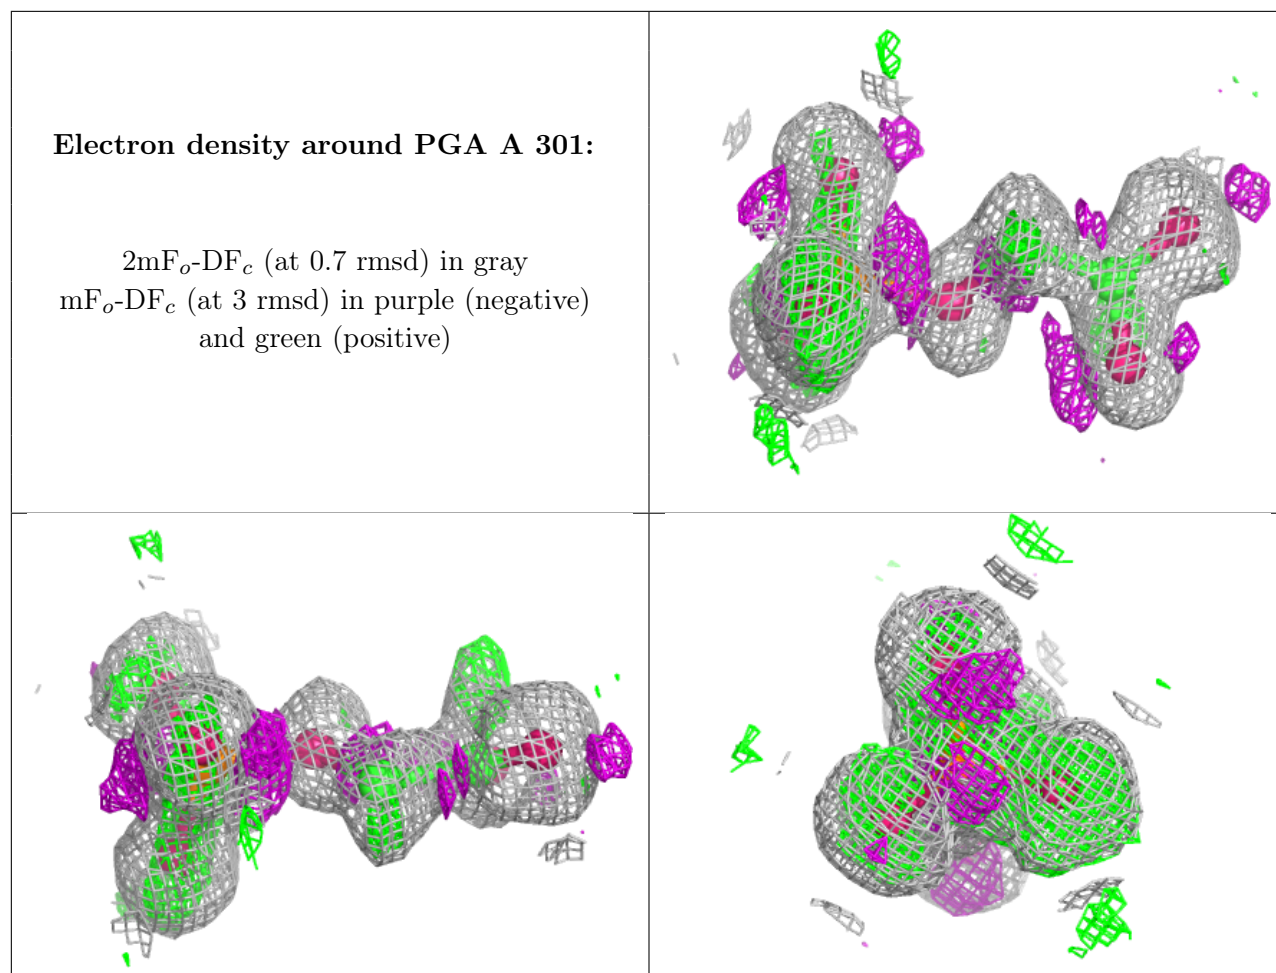 Electron density around PGA A 301:
2mFo-DFc (at 0.7 rmsd) in gray
mFo-DFc (at 3 rmsd) in purple (negative)
and green (positive)